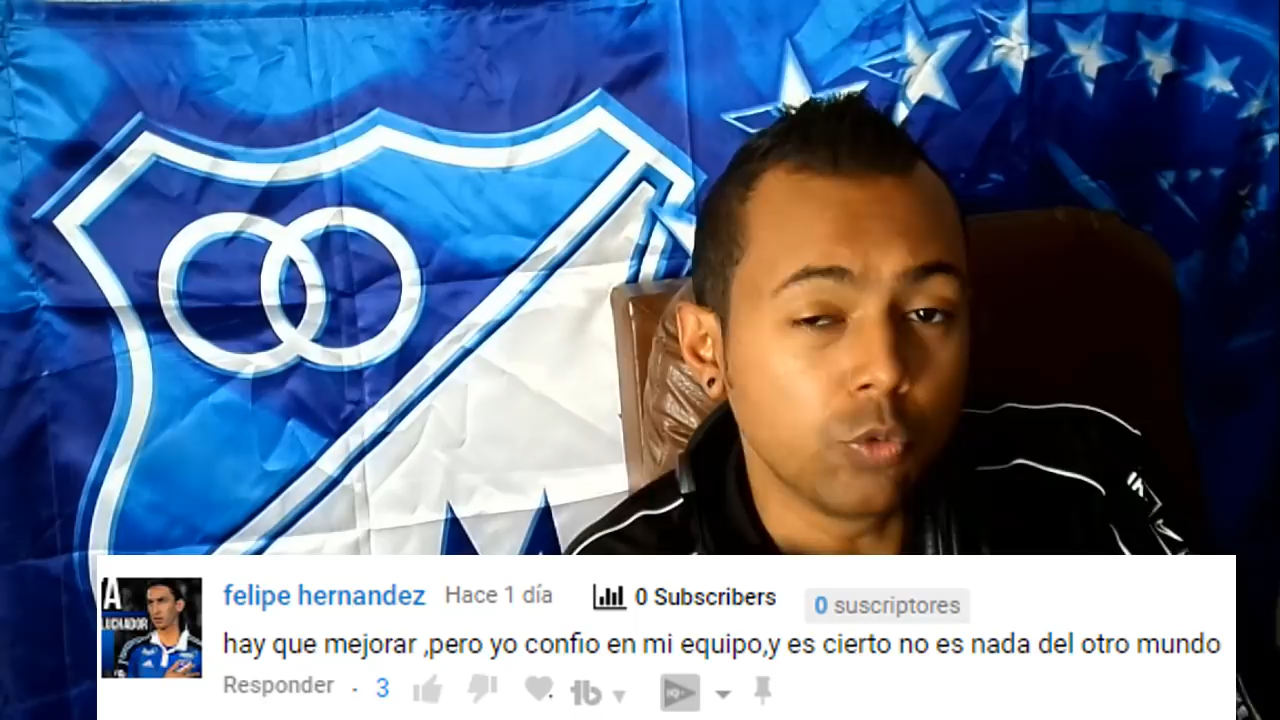 M
A
LUCHADOR
felipe hernandez Hace 1 día 0 Subscribers 0 suscriptores
hay que mejorar ,pero yo confio en mi equipo,y es cierto no es nada del otro mundo
Responder . 3